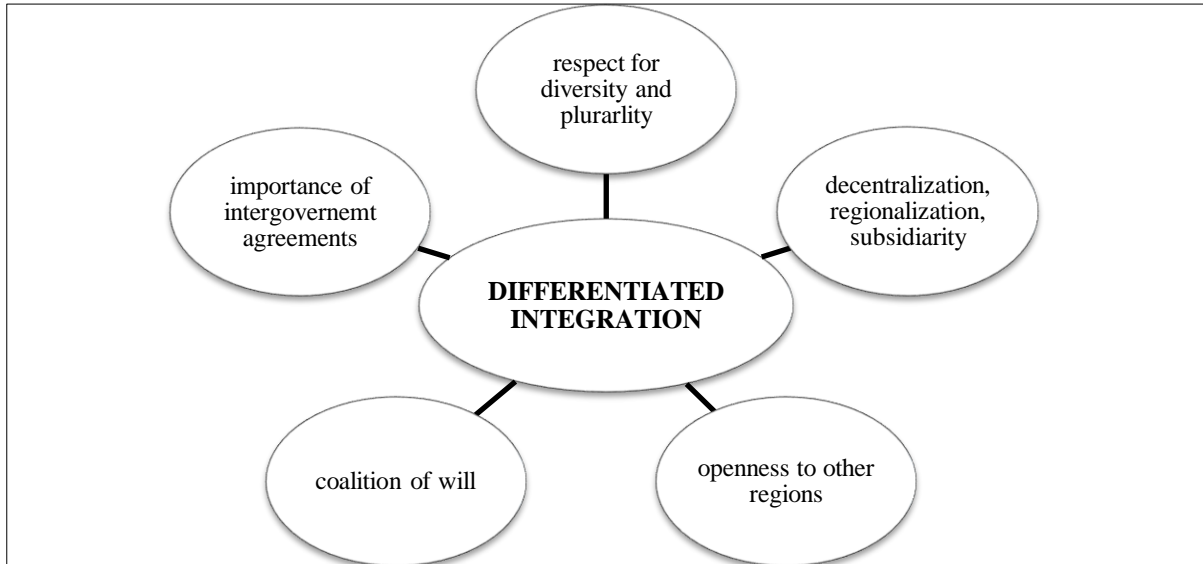 respect for
diversity and
plurarlity
importance of
intergovernemt
agreements
decentralization,
regionalization,
subsidiarity
DIFFERENTIATED
INTEGRATION
coalition of will
openness to other
regions